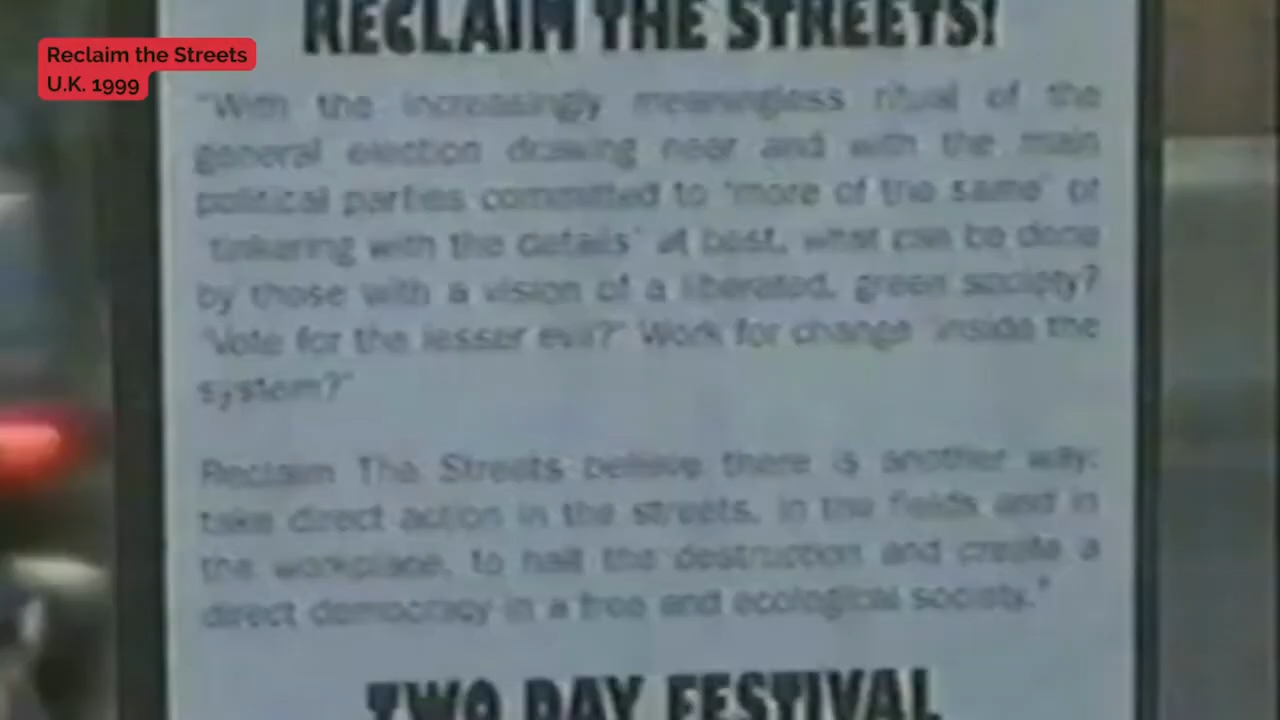 Reclaim the Streets
U.K. 1999
RECLAIM THE STREETS!
"With the increasingly meaningless ritual of the
general election drawing near and with the main
political parties committed to 'more of the same' or
'tinkering with the details' at best, what can be done
by those with a vision of a liberated, green society?
'Vote for the lesser evil?' Work for change 'inside the
system?'
Reclaim The Streets believe there is another way:
take direct action in the streets, in the fields and in
the workplace, to halt the destruction and create a
direct democracy in a free and ecological society."
TWO DAY FESTIVAL